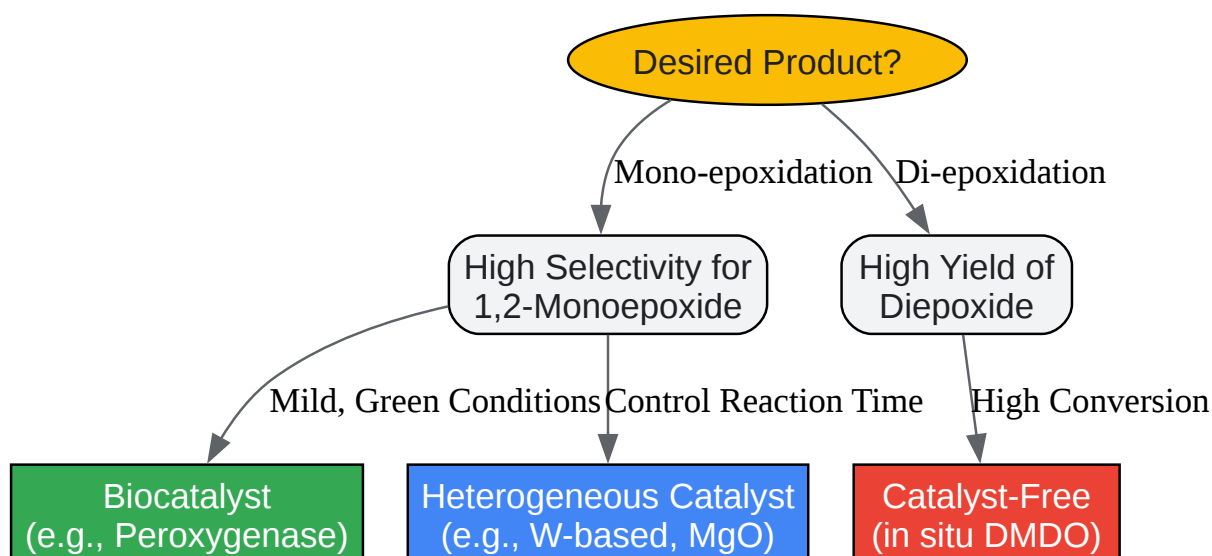 Desired Product?
Mono-epoxidation
Di-epoxidation
High Selectivity for
1,2-Monoepoxide
High Yield of
Diepoxide
Mild, Green Conditions
Control Reaction Time
High Conversion
Biocatalyst
(e.g., Peroxygenase)
Heterogeneous Catalyst
(e.g., W-based, MgO)
Catalyst-Free
(in situ DMDO)